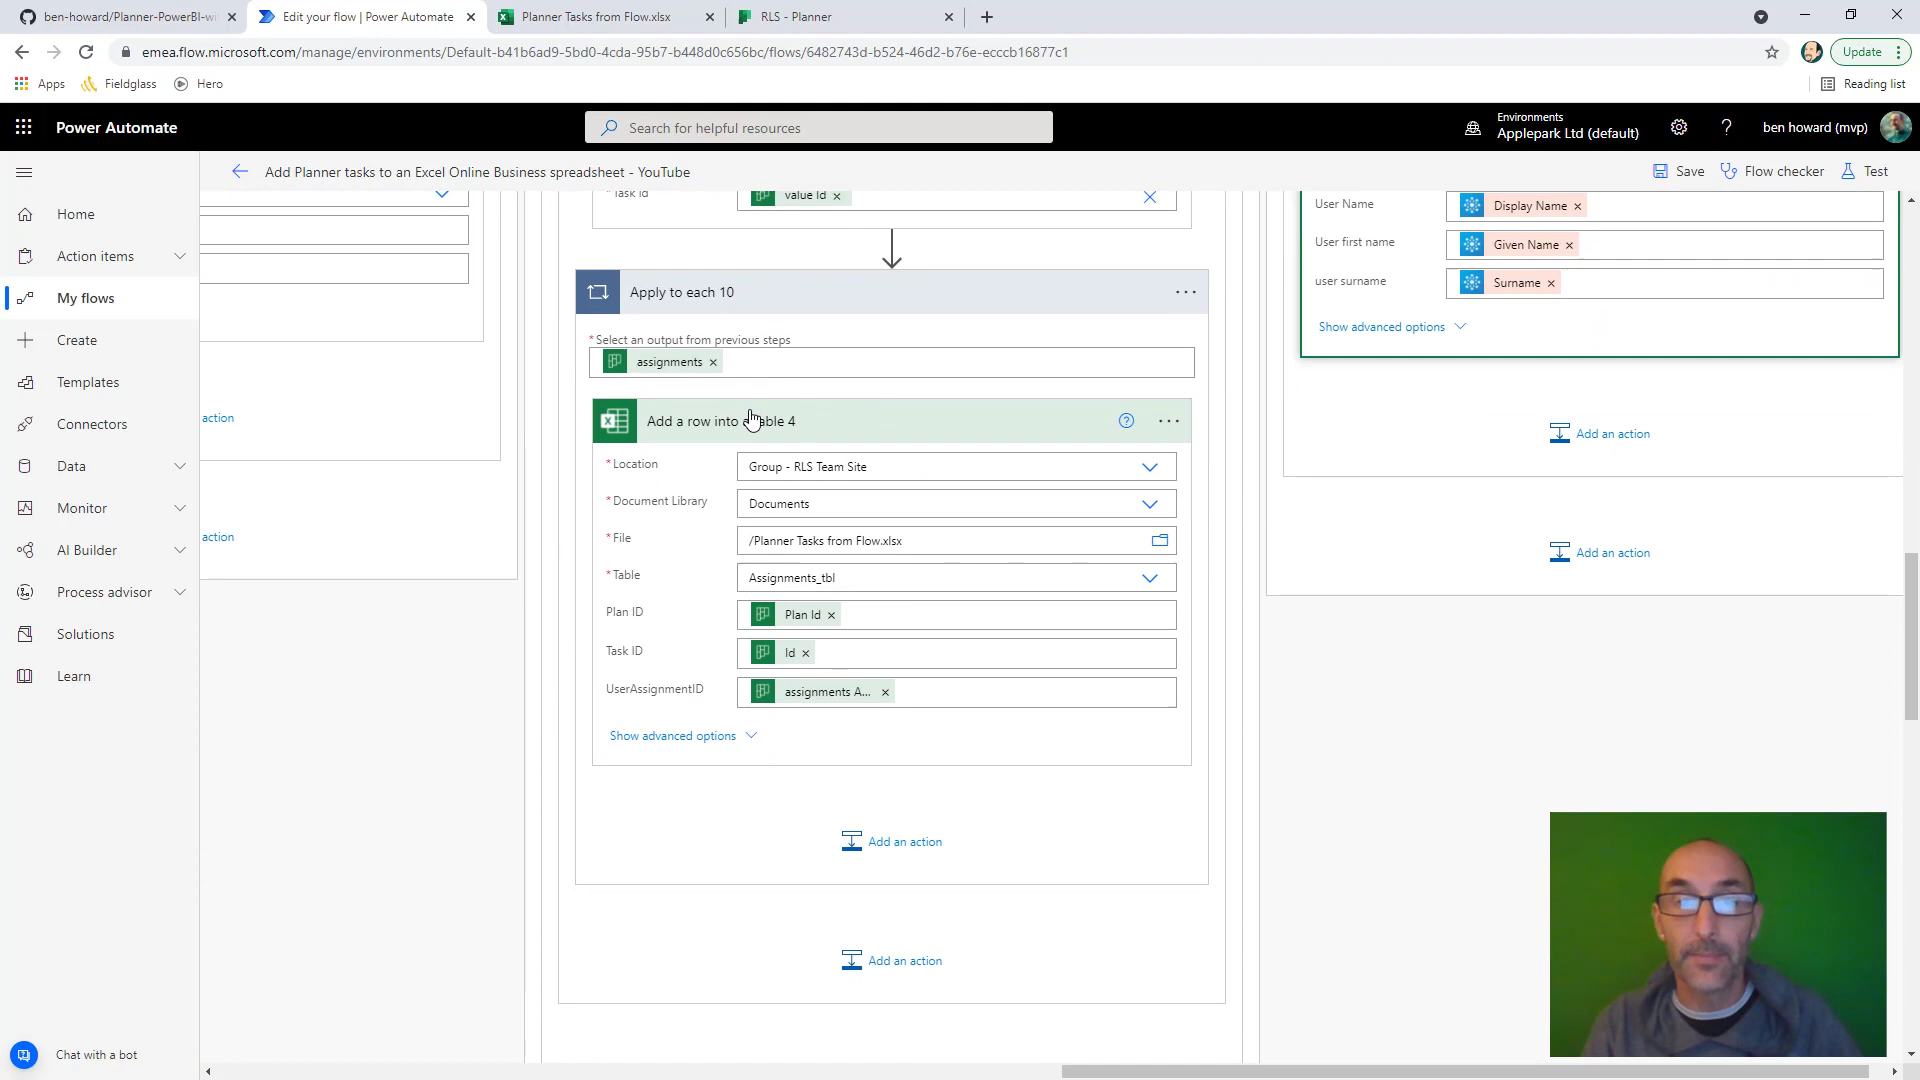 ben-howard/Planner-PowerBI-wi
Edit your flow | Power Automate
Planner Tasks from Flow.xlsx
RLS - Planner
emea.flow.microsoft.com/manage/environments/Default-b41b6ad9-5bd0-4cda-95b7-b448d0c656bc/flows/6482743d-b524-46d2-b76e-ecccb16877c1
Update
Apps
Fieldglass
Hero
Reading list
Power Automate
Search for helpful resources
Environments
Applepark Ltd (default)
?
ben howard (mvp)
Add Planner tasks to an Excel Online Business spreadsheet - YouTube
Save
Flow checker
Test
Home
Action items
My flows
Create
Templates
Connectors
Data
Monitor
AI Builder
Process advisor
Solutions
Learn
Chat with a bot
action
action
* Task Id
value Id
Apply to each 10
* Select an output from previous steps
assignments
Add a row into a table 4
* Location
Group - RLS Team Site
* Document Library
Documents
* File
/Planner Tasks from Flow.xlsx
* Table
Assignments_tbl
Plan ID
Plan Id
Task ID
Id
UserAssignmentID
assignments A...
Show advanced options
Add an action
Add an action
User Name
Display Name
User first name
Given Name
user surname
Surname
Show advanced options
Add an action
Add an action